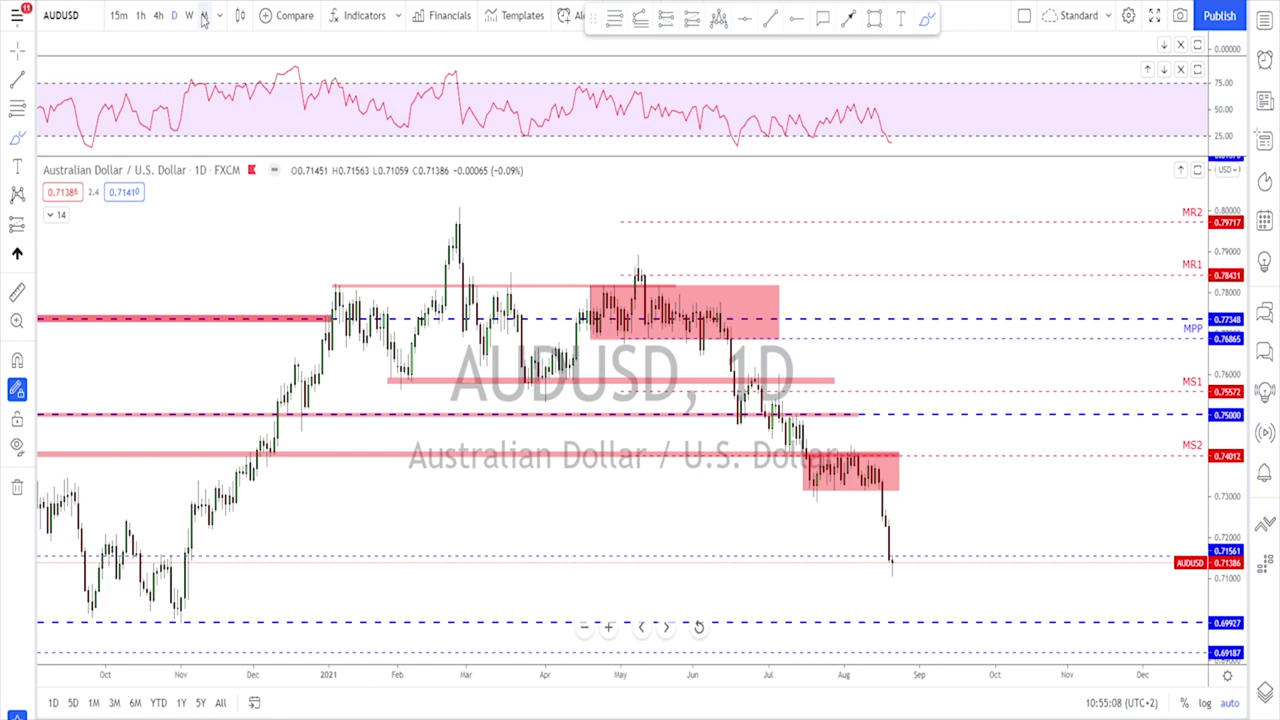 11
AUDUSD 15m 1h 4h D W M Compare Indicators Financials Templates Standard Publish
0.00000
75.00
50.00
25.00
Australian Dollar / U.S. Dollar · 1D · FXCM O0.71451 H0.71563 L0.71059 C0.71386 −0.00065 (−0.09%)
USD
0.71386 2.4 0.71410
14
0.80000
MR2
0.79717
0.79000
MR1
0.78431
0.78000
0.77348
MPP
0.76865
AUDUSD, 1D
0.76000
MS1
0.75572
0.75000
Australian Dollar / U.S. Dollar
MS2
0.74012
0.73000
0.72000
0.71561
AUDUSD 0.71386
0.71000
0.69927
0.69187
Oct Nov Dec 2021 Feb Mar Apr May Jun Jul Aug Sep Oct Nov Dec
1D 5D 1M 3M 6M YTD 1Y 5Y All 10:55:08 (UTC+2) % log auto